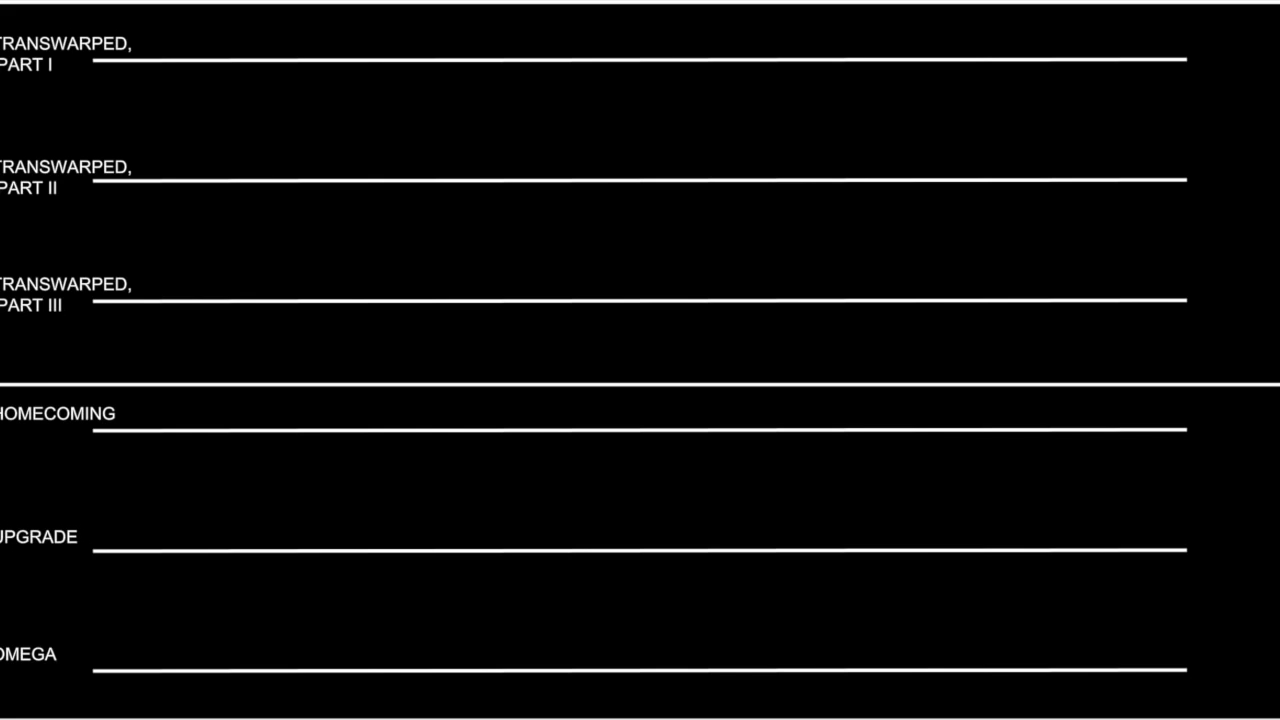 TRANSWARPED,
PART I
TRANSWARPED,
PART II
TRANSWARPED,
PART III
HOMECOMING
UPGRADE
OMEGA